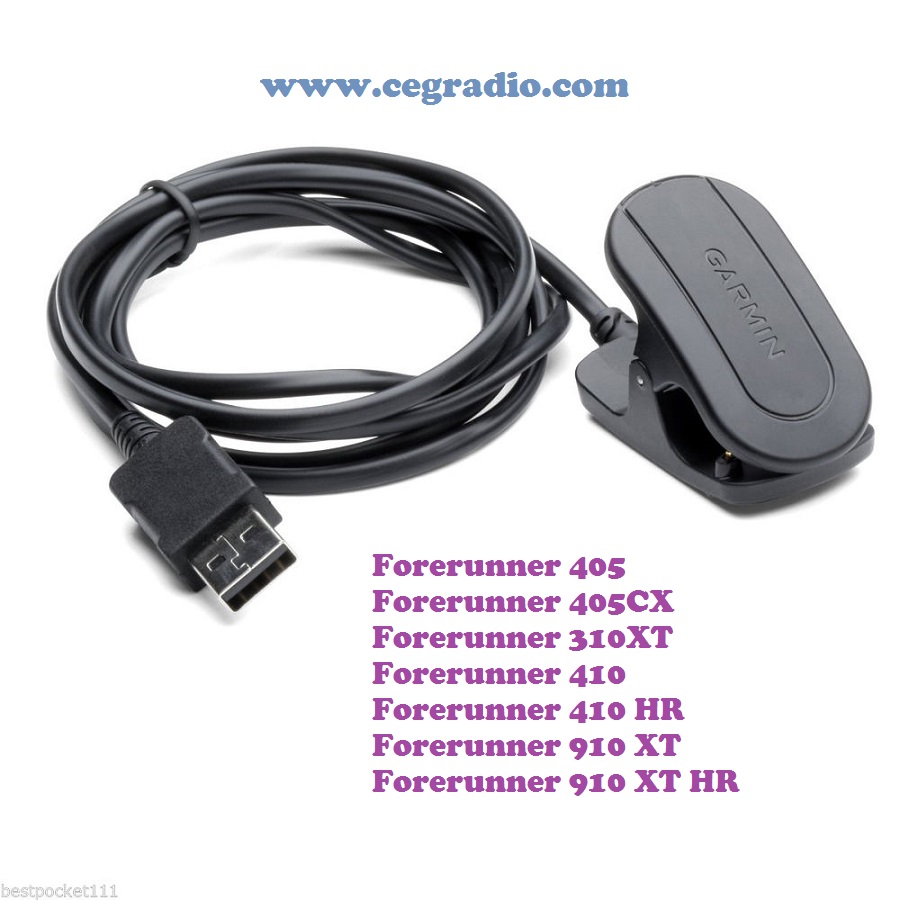 www.cegradio.com
GARMIN
Forerunner 405
Forerunner 405CX
Forerunner 310XT
Forerunner 410
Forerunner 410 HR
Forerunner 910 XT
Forerunner 910 XT HR
bestpocket111